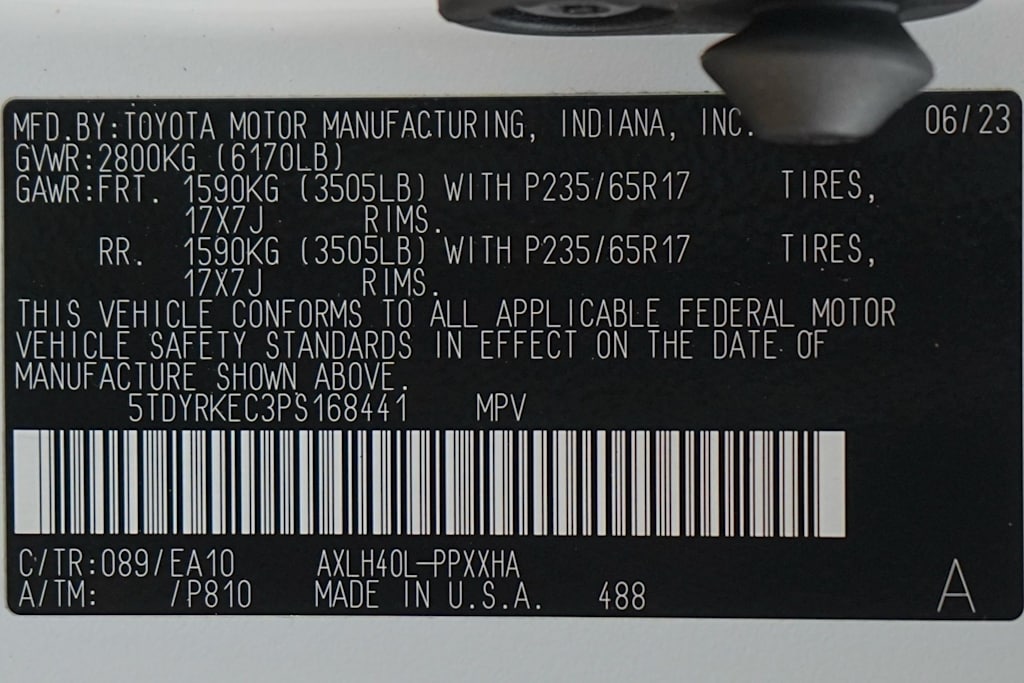 MFD.BY:TOYOTA MOTOR MANUFACTURING, INDIANA, INC. 06/23
GVWR:2800KG (6170LB)
GAWR:FRT. 1590KG (3505LB) WITH P235/65R17 TIRES,
17X7J RIMS.
RR. 1590KG (3505LB) WITH P235/65R17 TIRES,
17X7J RIMS.
THIS VEHICLE CONFORMS TO ALL APPLICABLE FEDERAL MOTOR
VEHICLE SAFETY STANDARDS IN EFFECT ON THE DATE OF
MANUFACTURE SHOWN ABOVE.
5TDYRKEC3PS168441 MPV
C/TR:089/EA10 AXLH40L-PPXXHA
A/TM: /P810 MADE IN U.S.A. 488 A